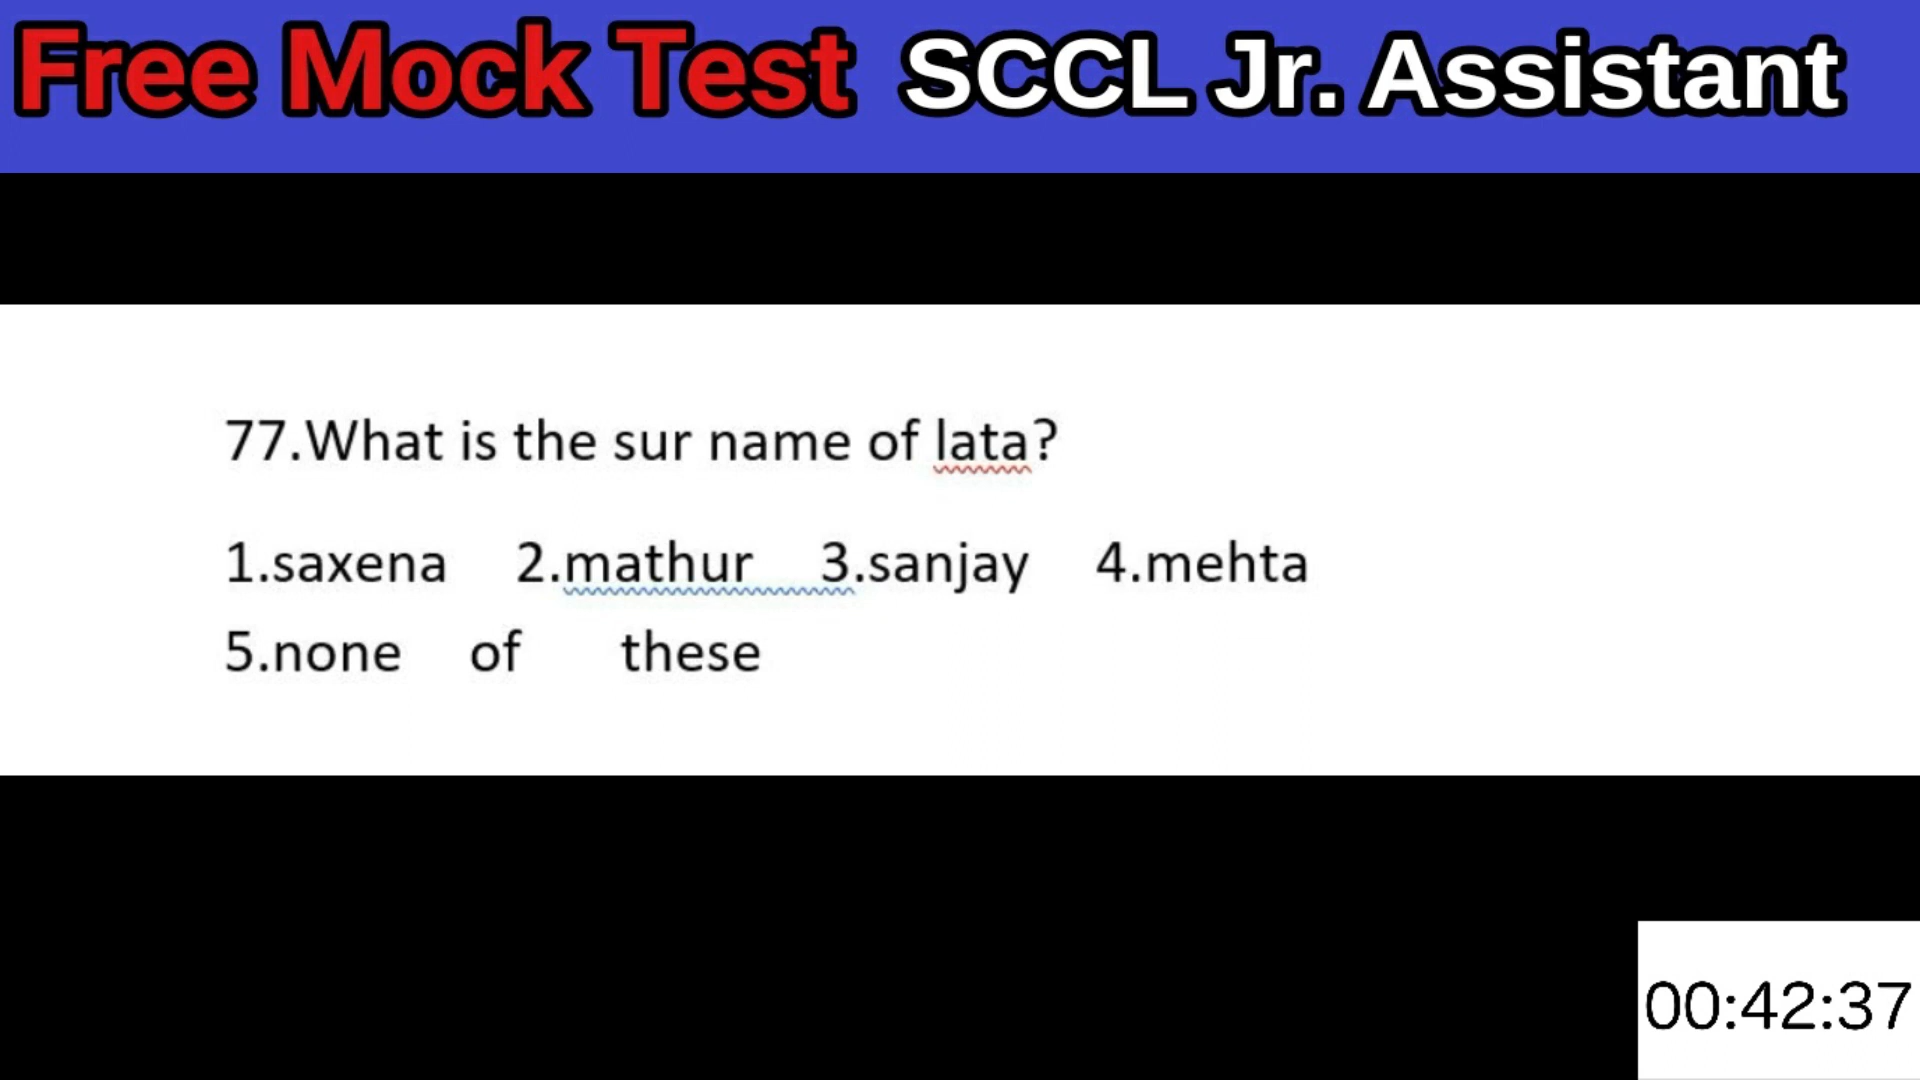 Free Mock Test SCCL Jr. Assistant
77.What is the sur name of lata?
1.saxena 2.mathur 3.sanjay 4.mehta
5.none of these
00:42:37